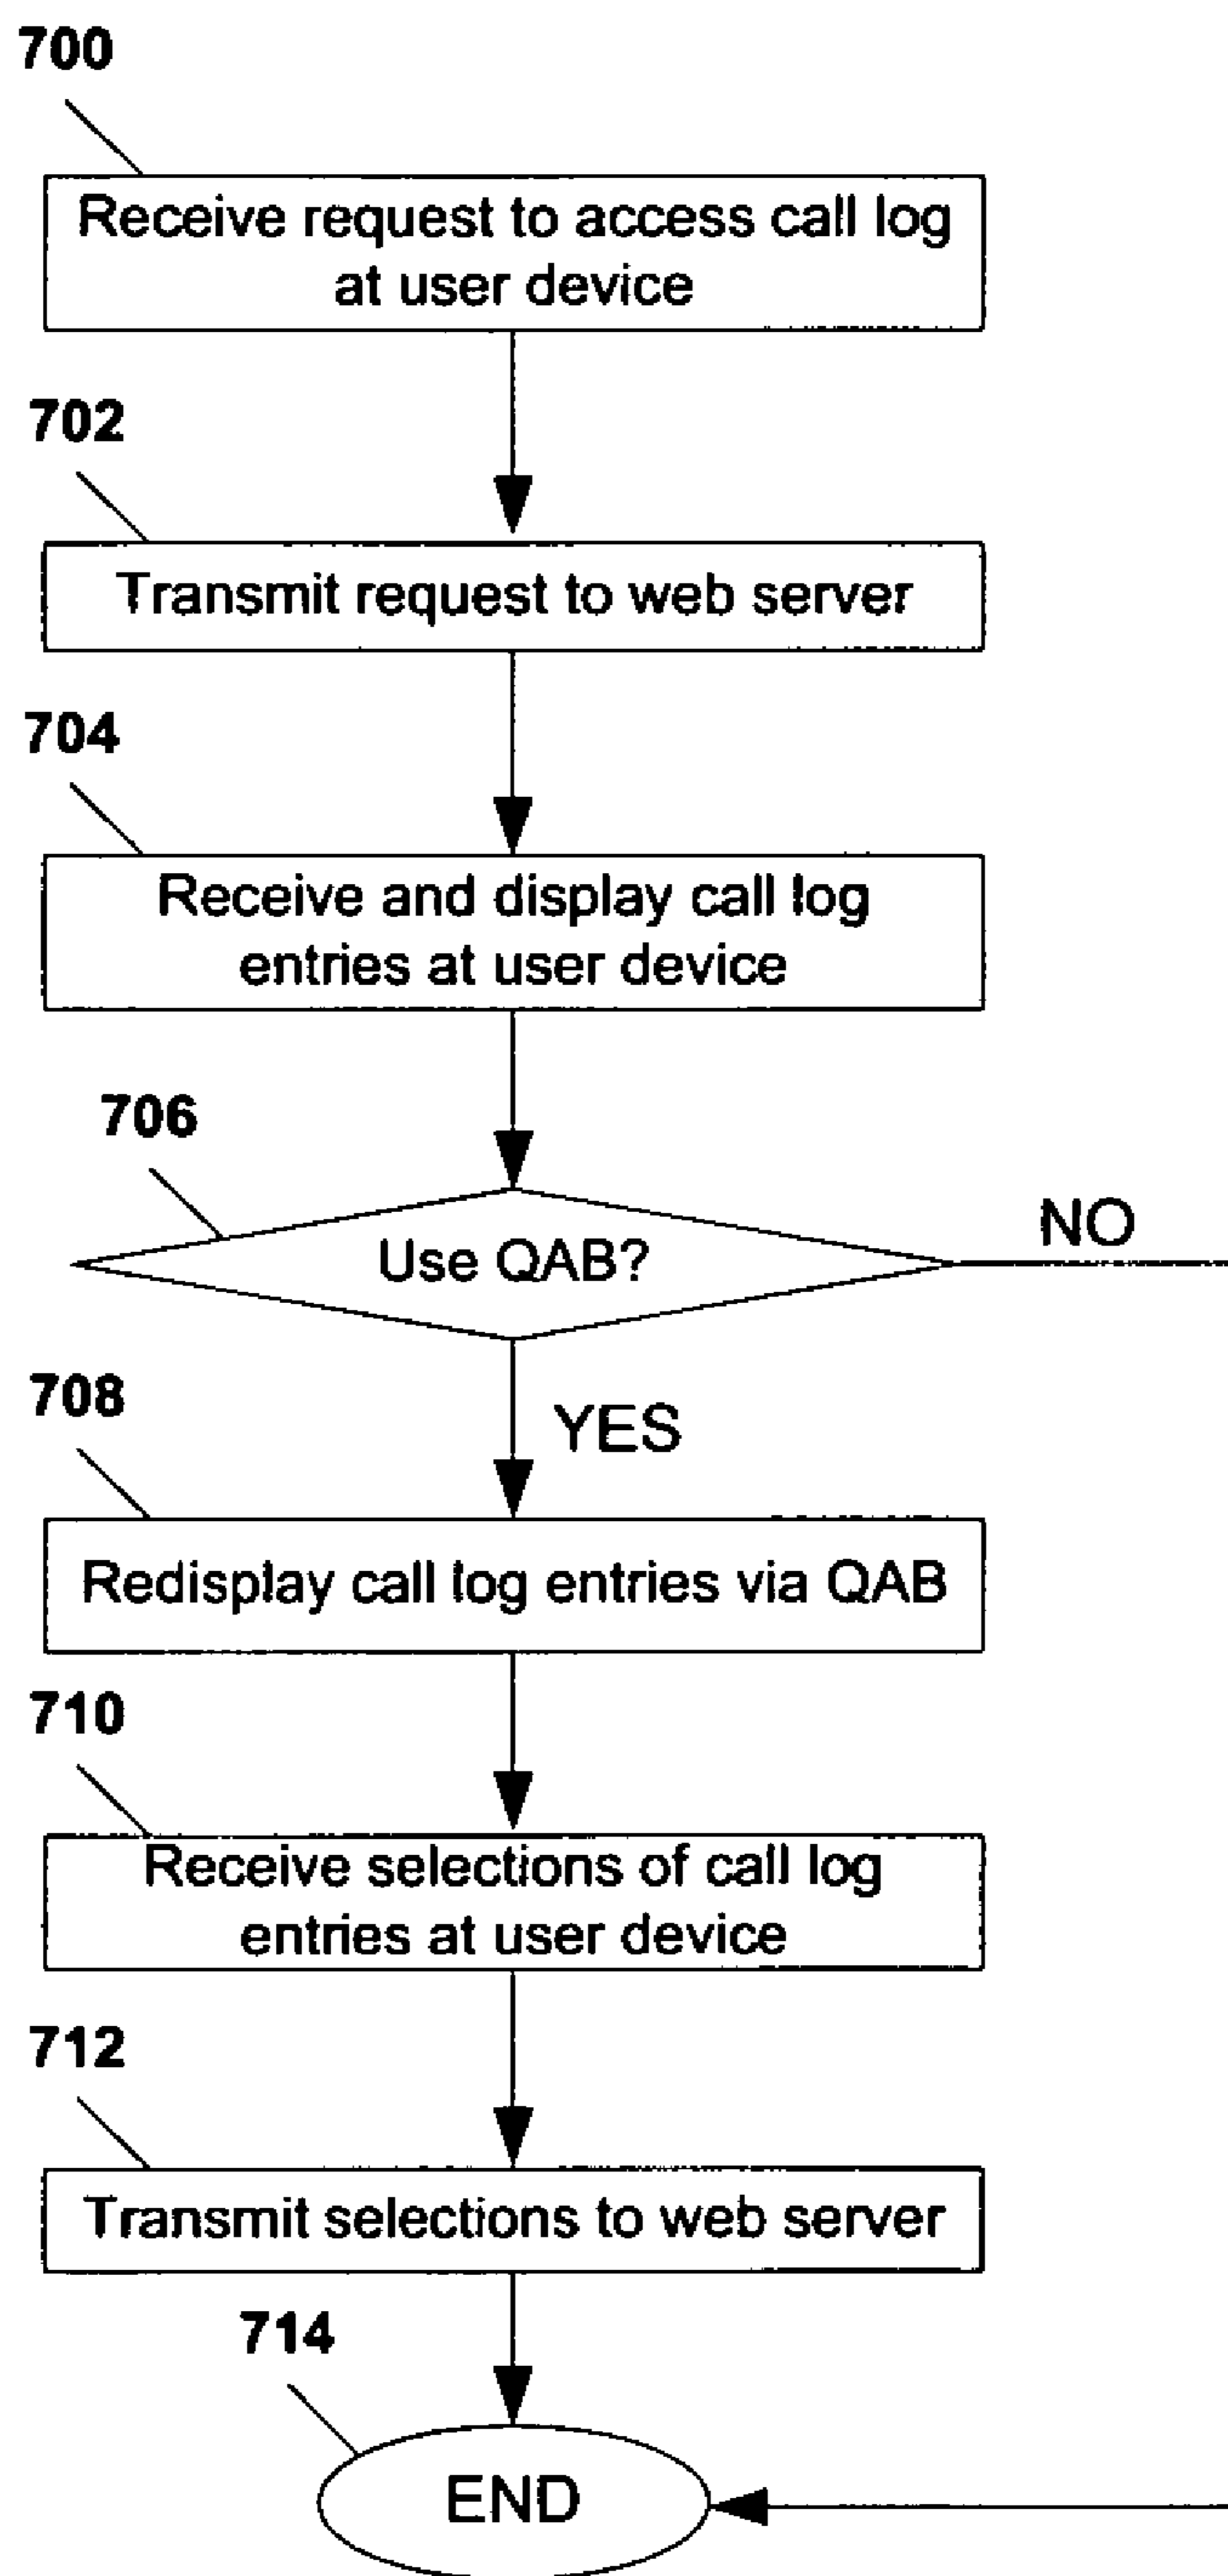 700
Receive request to access call log
at user device
702
Transmit request to web server
704
Receive and display call log
entries at user device
706
Use QAB?
NO
YES
708
Redisplay call log entries via QAB
710
Receive selections of call log
entries at user device
712
Transmit selections to web server
714
END